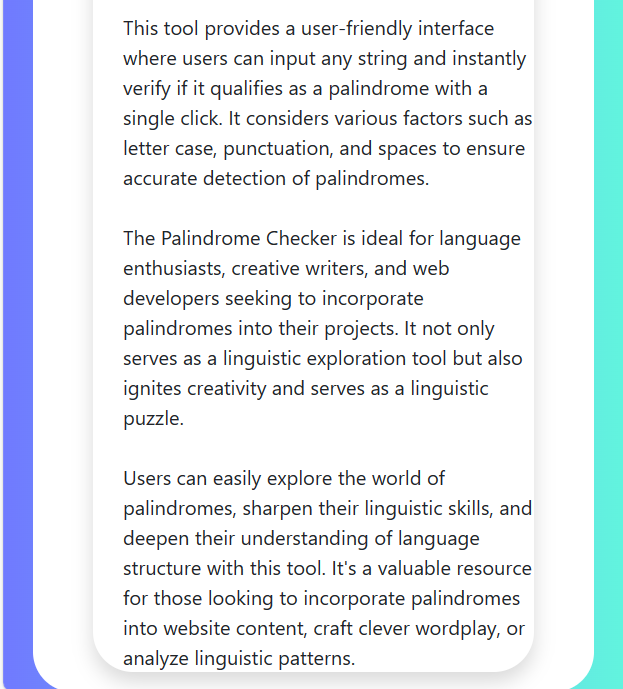 This tool provides a user-friendly interface
where users can input any string and instantly
verify if it qualifies as a palindrome with a
single click. It considers various factors such as
letter case, punctuation, and spaces to ensure
accurate detection of palindromes.
The Palindrome Checker is ideal for language
enthusiasts, creative writers, and web
developers seeking to incorporate
palindromes into their projects. It not only
serves as a linguistic exploration tool but also
ignites creativity and serves as a linguistic
puzzle.
Users can easily explore the world of
palindromes, sharpen their linguistic skills, and
deepen their understanding of language
structure with this tool. It's a valuable resource
for those looking to incorporate palindromes
into website content, craft clever wordplay, or
analyze linguistic patterns.